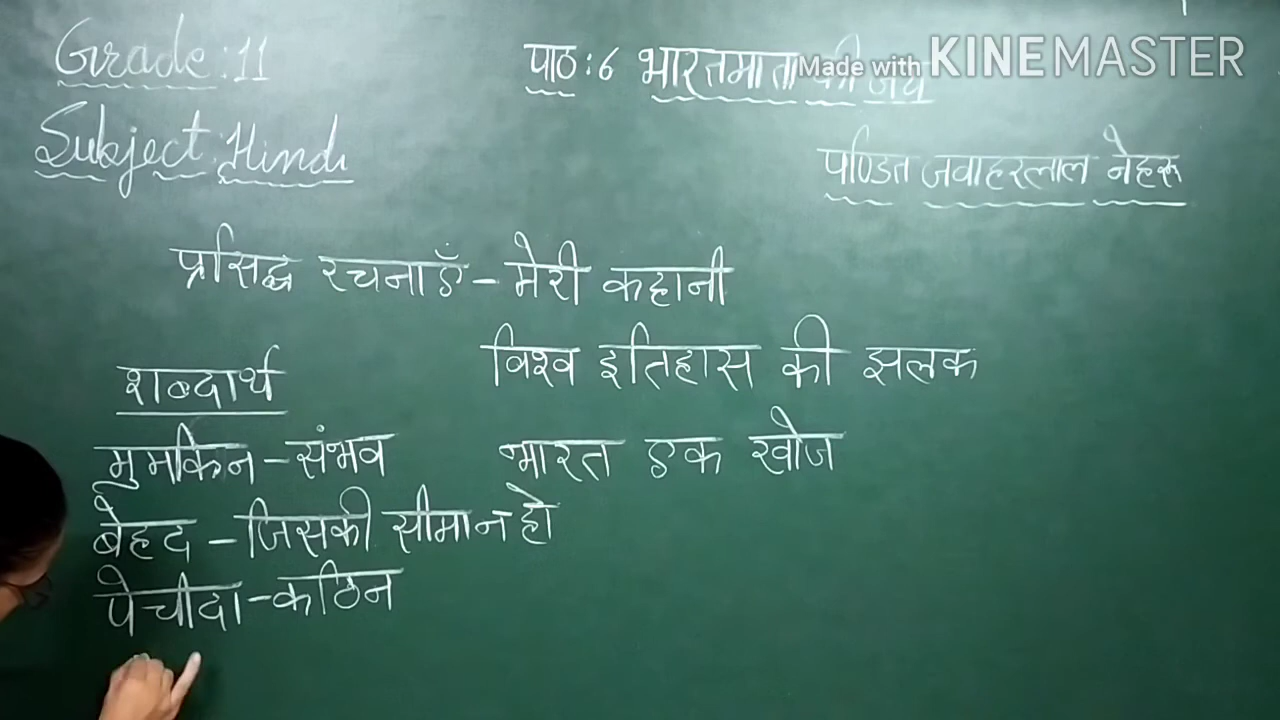 Grade: 11
पाठ: 6 भारतमाता की जय
Made with KINEMASTER
Subject: Hindi
पण्डित जवाहरलाल नेहरू
प्रसिद्ध रचनाएँ - मेरी कहानी
विश्व इतिहास की झलक
भारत एक खोज
शब्दार्थ
मुमकिन - संभव
बेहद - जिसकी सीमा न हो
पेचीदा - कठिन